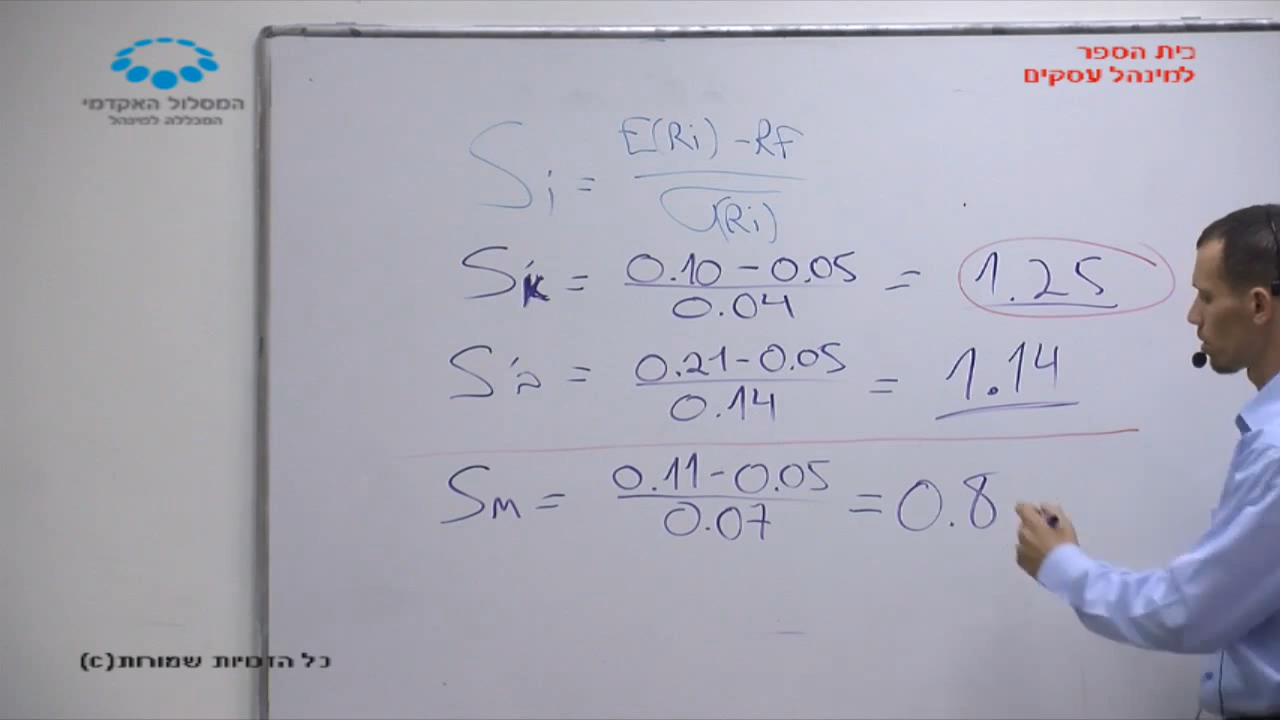 בית הספר
למינהל עסקים
המסלול האקדמי
המכללה למינהל
Si = E(Ri) - RF / σ(Ri)
S'א = 0.10 - 0.05 / 0.04 = 1.25
S'ב = 0.21 - 0.05 / 0.14 = 1.14
SM = 0.11 - 0.05 / 0.07 = 0.8
כל הזכויות שמורות(c)